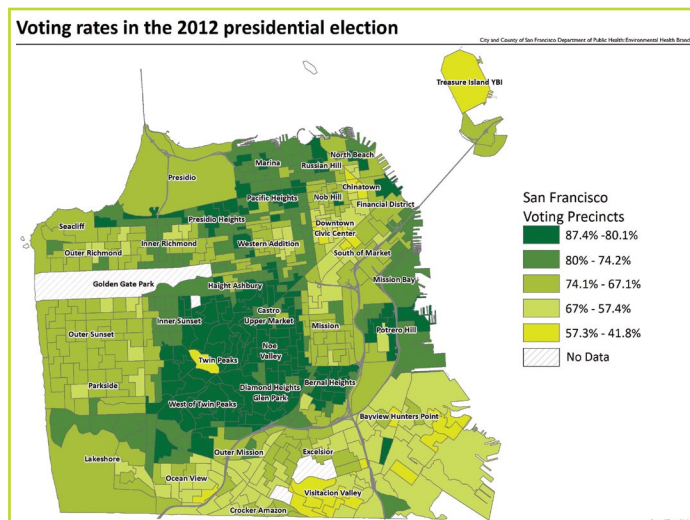 Voting rates in the 2012 presidential election
City and County of San Francisco Department of Public Health:Environmental Health Branch
Treasure Island YBI
North Beach
Marina
Russian Hill
Presidio
Chinatown
Pacific Heights
Nob Hill
Financial District
Presidio Heights
Downtown
Seacliff
Civic Center
Inner Richmond
Western Addition
Outer Richmond
South of Market
Golden Gate Park
Haight Ashbury
Mission Bay
Castro
Inner Sunset
Upper Market
Mission
Potrero Hill
Outer Sunset
Noe
Valley
Twin Peaks
Parkside
Diamond Heights
Bernal Heights
Glen Park
West of Twin Peaks
Bayview Hunters Point
Outer Mission
Excelsior
Lakeshore
Ocean View
Visitacion Valley
Crocker Amazon
San Francisco
Voting Precincts
87.4% -80.1%
80% - 74.2%
74.1% - 67.1%
67% - 57.4%
57.3% - 41.8%
No Data